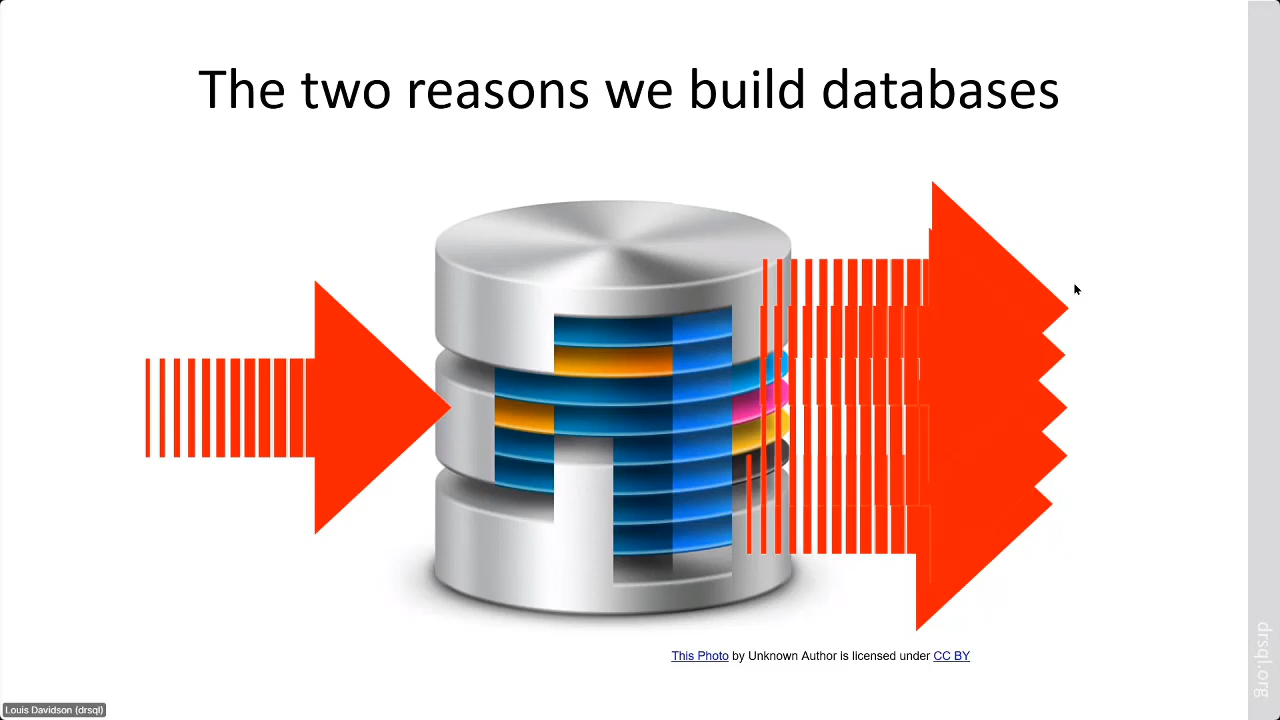 The two reasons we build databases
This Photo by Unknown Author is licensed under CC BY
drsql.org
Louis Davidson (drsql)